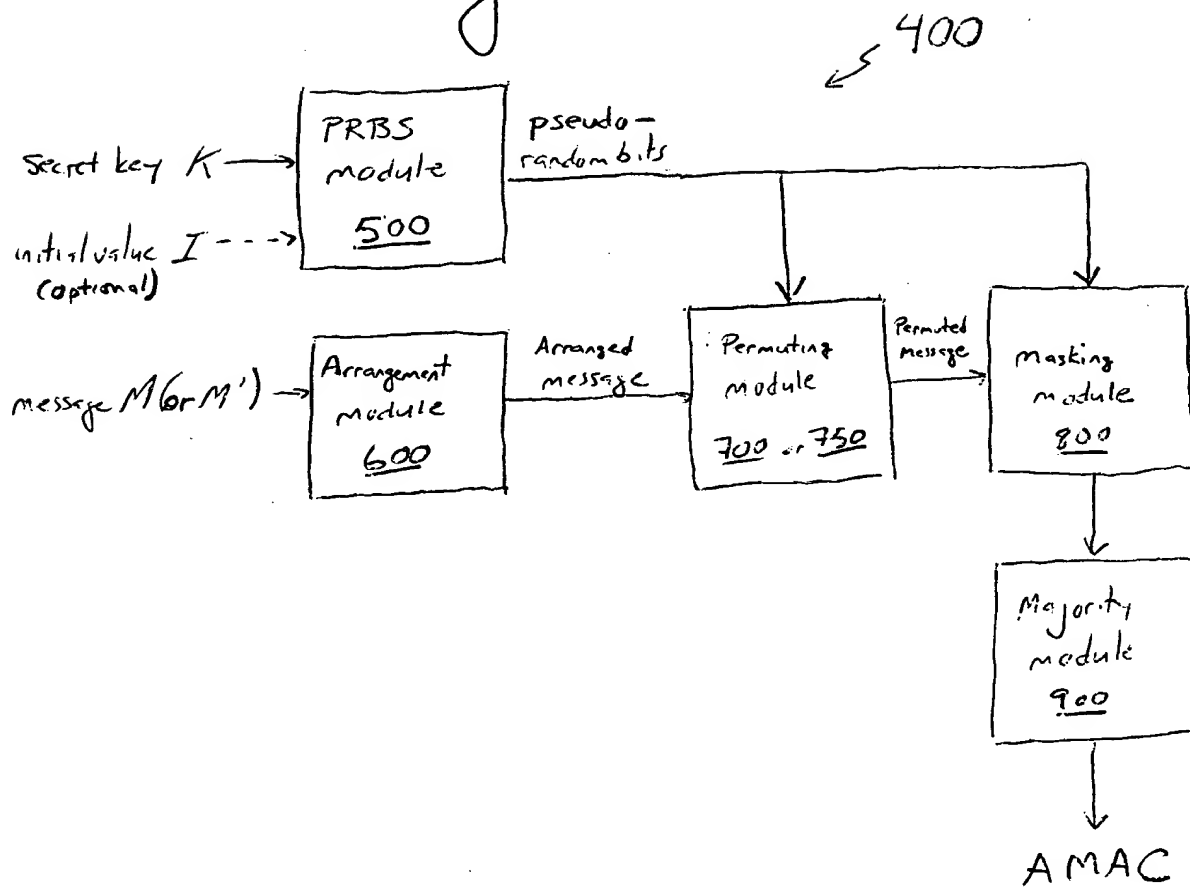 400
secret key K
initial value I
(optional)
PRBS
module
500
pseudo-
random bits
message M (or M')
Arrangement
module
600
Arranged
message
Permuting
module
700 or 750
Permuted
message
Masking
module
800
Majority
module
900
AMAC